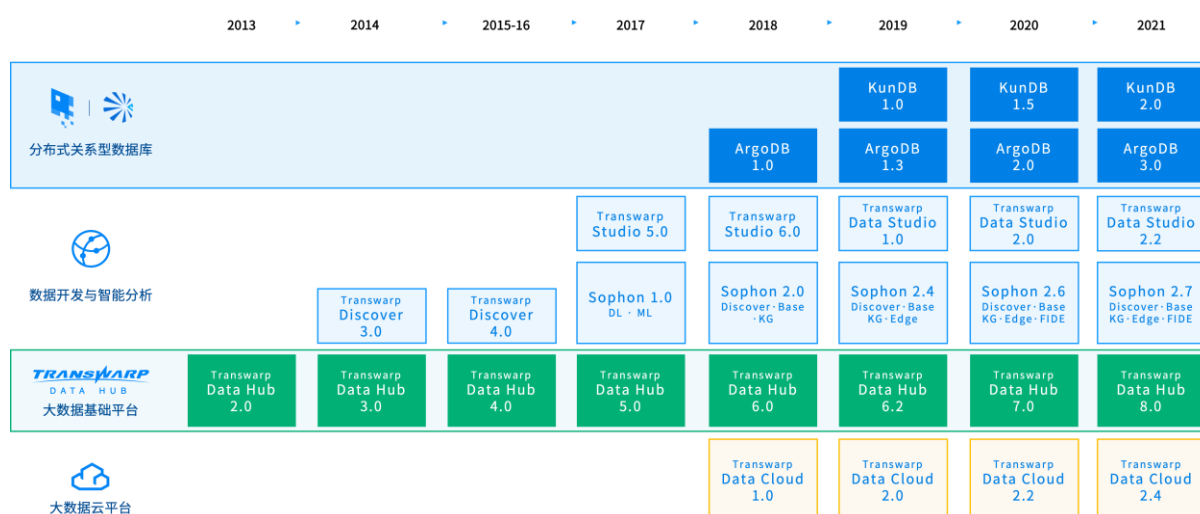 2013
2014
2015-16
2017
2018
2019
2020
2021
分布式关系型数据库
KunDB
1.0
KunDB
1.5
KunDB
2.0
ArgoDB
1.0
ArgoDB
1.3
ArgoDB
2.0
ArgoDB
3.0
数据开发与智能分析
Transwarp
Studio 5.0
Transwarp
Studio 6.0
Transwarp
Data Studio
1.0
Transwarp
Data Studio
2.0
Transwarp
Data Studio
2.2
Transwarp
Discover
3.0
Transwarp
Discover
4.0
Sophon 1.0
DL · ML
Sophon 2.0
Discover·Base
·KG
Sophon 2.4
Discover·Base
KG·Edge
Sophon 2.6
Discover·Base
KG·Edge·FIDE
Sophon 2.7
Discover·Base
KG·Edge·FIDE
TRANSWARP
DATA HUB
大数据基础平台
Transwarp
Data Hub
2.0
Transwarp
Data Hub
3.0
Transwarp
Data Hub
4.0
Transwarp
Data Hub
5.0
Transwarp
Data Hub
6.0
Transwarp
Data Hub
6.2
Transwarp
Data Hub
7.0
Transwarp
Data Hub
8.0
大数据云平台
Transwarp
Data Cloud
1.0
Transwarp
Data Cloud
2.0
Transwarp
Data Cloud
2.2
Transwarp
Data Cloud
2.4